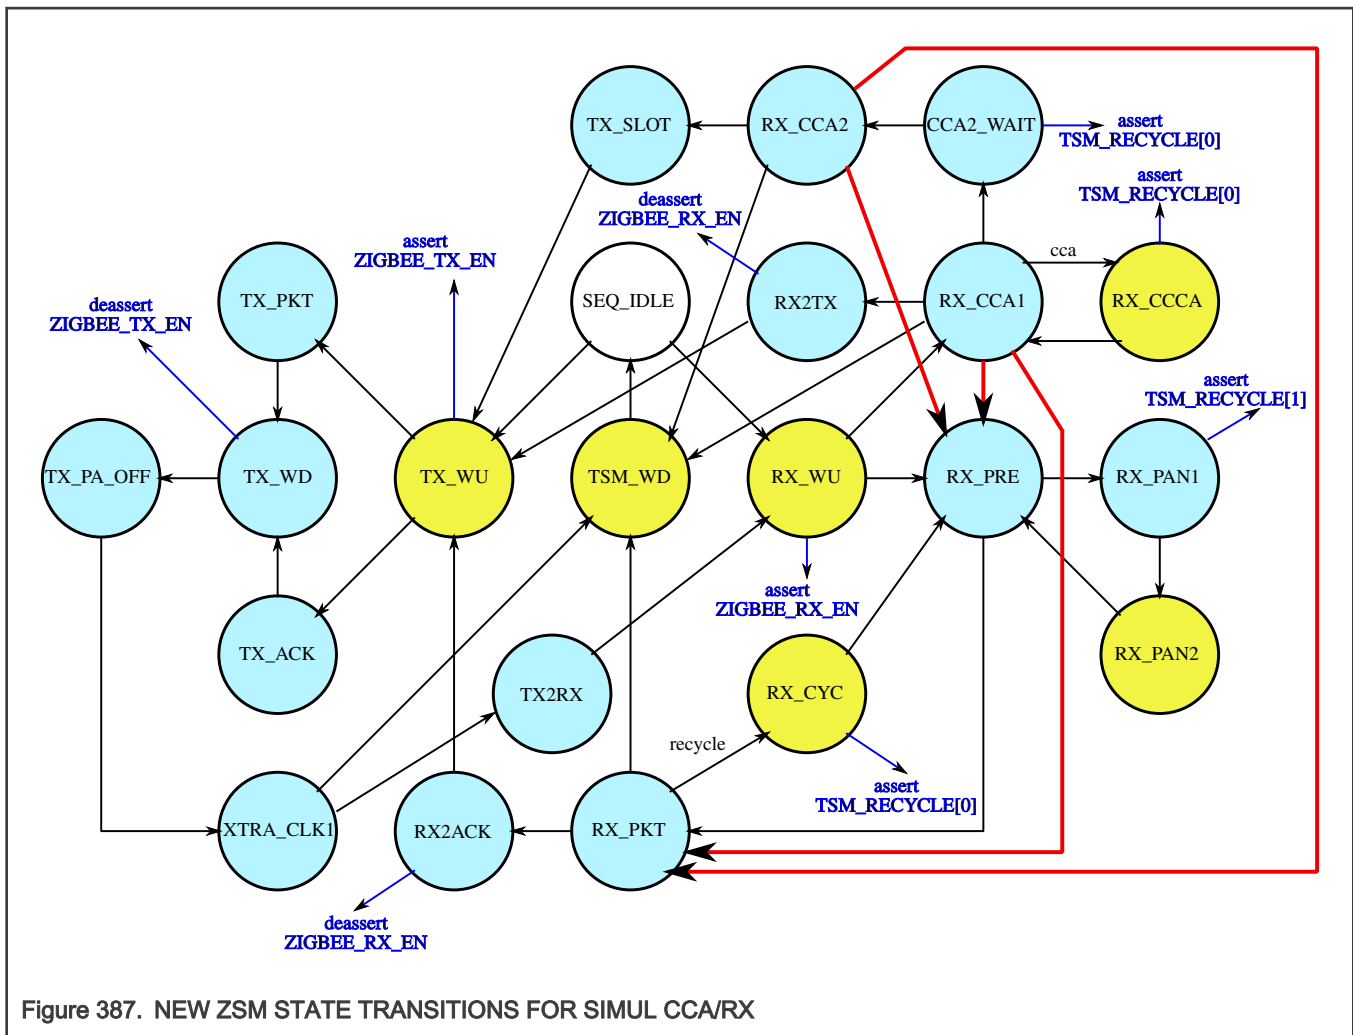 TX_SLOT
RX_CCA2
CCA2_WAIT
assert
TSM_RECYCLE[0]
assert
TSM_RECYCLE[0]
deassert
ZIGBEE_RX_EN
assert
ZIGBEE_TX_EN
cca
TX_PKT
SEQ_IDLE
RX2TX
RX_CCA1
RX_CCCA
deassert
ZIGBEE_TX_EN
assert
TSM_RECYCLE[1]
TX_PA_OFF
TX_WD
TX_WU
TSM_WD
RX_WU
RX_PRE
RX_PAN1
assert
ZIGBEE_RX_EN
TX_ACK
TX2RX
RX_CYC
RX_PAN2
recycle
assert
TSM_RECYCLE[0]
XTRA_CLK1
RX2ACK
RX_PKT
deassert
ZIGBEE_RX_EN
Figure 387. NEW ZSM STATE TRANSITIONS FOR SIMUL CCA/RX